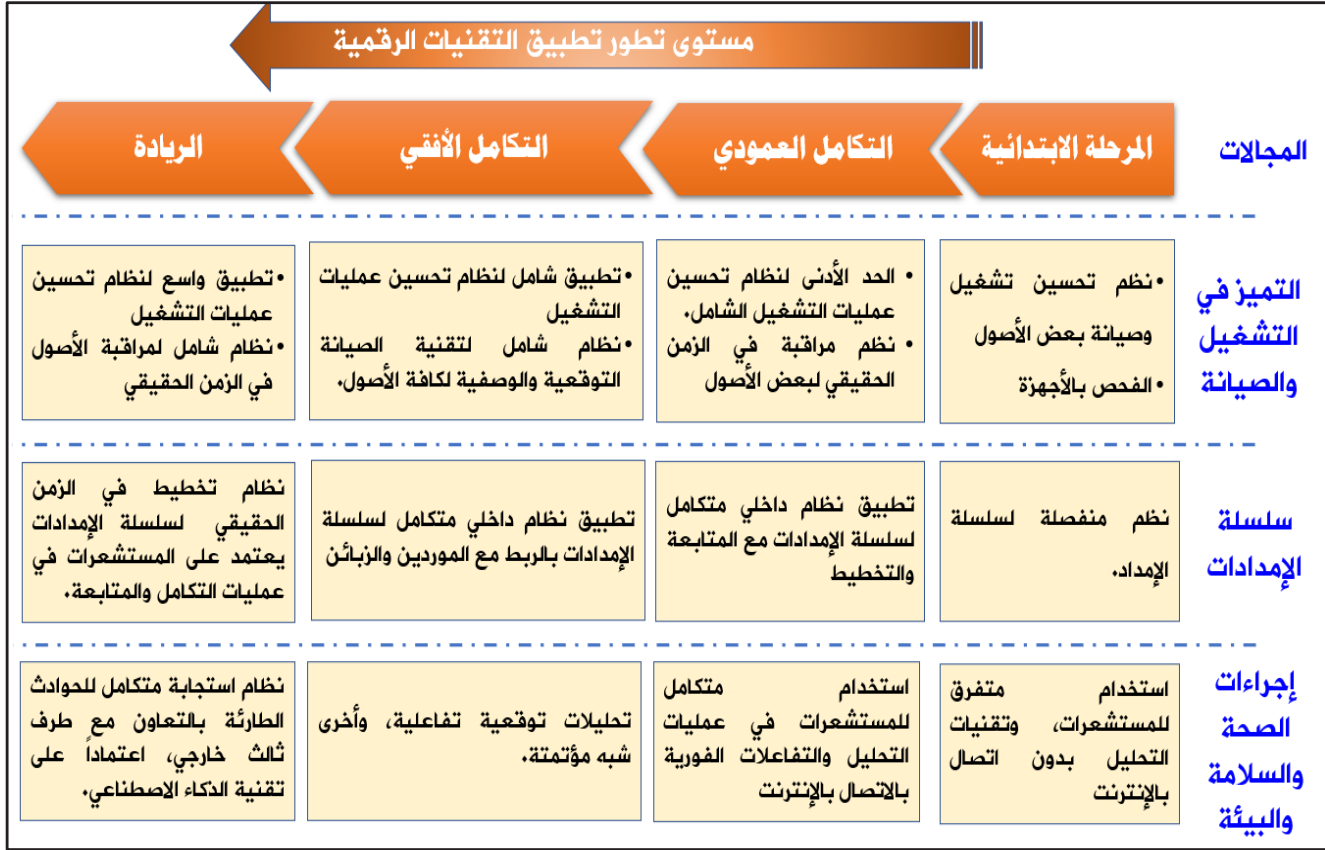 مستوى تطور تطبيق التقنيات الرقمية
المجالات
المرحلة الابتدائية
التكامل العمودي
التكامل الأفقي
الريادة
التميز في
التشغيل
والصيانة
•نظم تحسين تشغيل
وصيانة بعض الأصول
•الفحص بالأجهزة
• الحد الأدنى لنظام تحسين
عمليات التشغيل الشامل.
• نظم مراقبة في الزمن
الحقيقي لبعض الأصول
•تطبيق شامل لنظام تحسين عمليات
التشغيل
•نظام شامل لتقنية الصيانة
التوقعية والوصفية لكافة الأصول.
•تطبيق واسع لنظام تحسين
عمليات التشغيل
•نظام شامل لمراقبة الأصول
في الزمن الحقيقي
سلسلة
الإمدادات
نظم منفصلة لسلسلة
الإمداد.
تطبيق نظام داخلي متكامل
لسلسلة الإمدادات مع المتابعة
والتخطيط
تطبيق نظام داخلي متكامل لسلسلة
الإمدادات بالربط مع الموردين والزبائن
نظام تخطيط في الزمن
الحقيقي لسلسلة الإمدادات
يعتمد على المستشعرات في
عمليات التكامل والمتابعة.
إجراءات
الصحة
والسلامة
والبيئة
استخدام متفرق
للمستشعرات، وتقنيات
التحليل بدون اتصال
بالإنترنت
استخدام متكامل
للمستشعرات في عمليات
التحليل والتفاعلات الفورية
بالاتصال بالإنترنت
تحليلات توقعية تفاعلية، وأخرى
شبه مؤتمتة.
نظام استجابة متكامل للحوادث
الطارئة بالتعاون مع طرف
ثالث خارجي، اعتماداً على
تقنية الذكاء الاصطناعي.